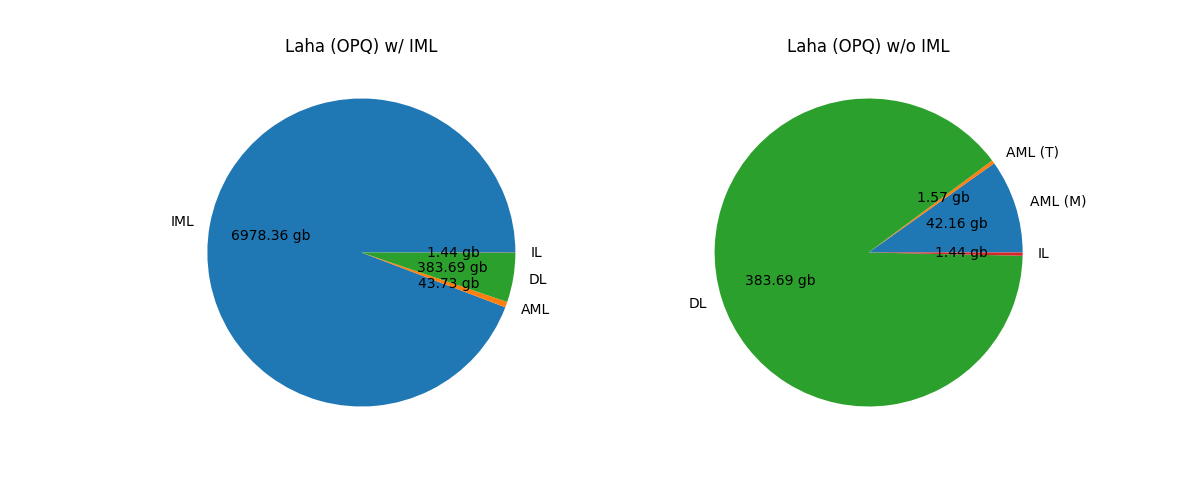 Laha (OPQ) w/ IML
IML
6978.36 gb
1.44 gb
IL
383.69 gb
DL
43.73 gb
AML
Laha (OPQ) w/o IML
AML (T)
1.57 gb
AML (M)
42.16 gb
1.44 gb
IL
383.69 gb
DL